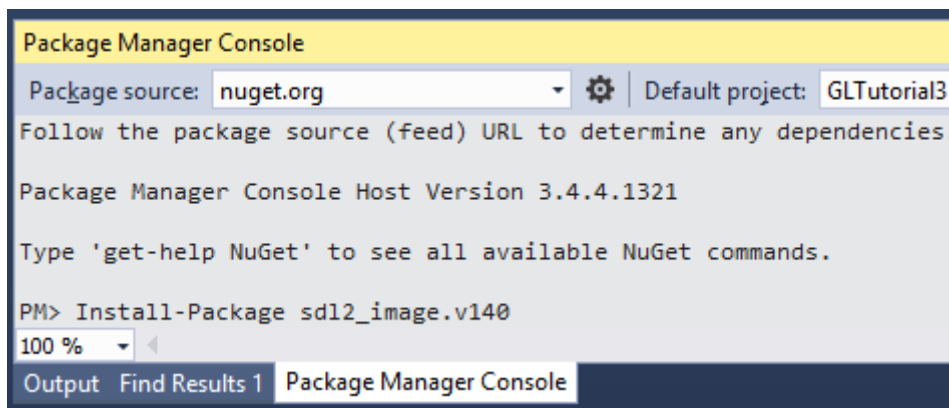 Package Manager Console
Package source: nuget.org Default project: GLTutorial3
Follow the package source (feed) URL to determine any dependencies
Package Manager Console Host Version 3.4.4.1321
Type 'get-help NuGet' to see all available NuGet commands.
PM> Install-Package sdl2_image.v140
100 %
Output Find Results 1 Package Manager Console